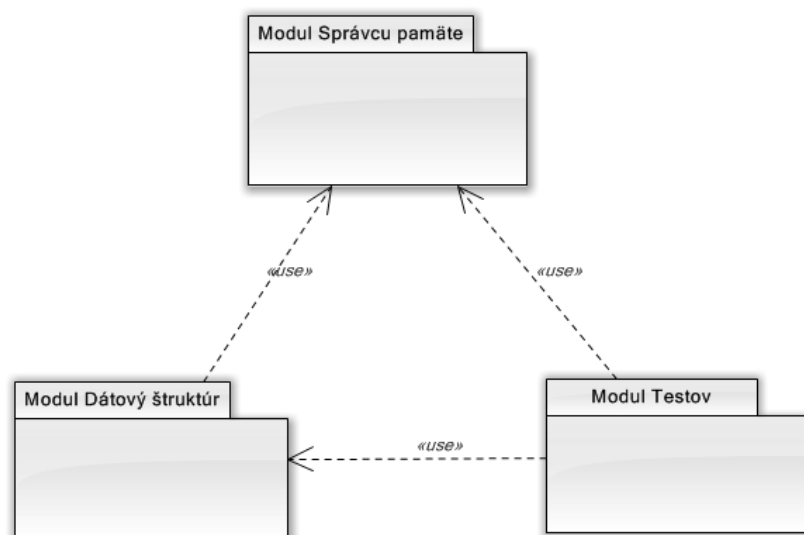 Modul Správcu pamäte
«use»
«use»
Modul Dátový štruktúr
Modul Testov
«use»